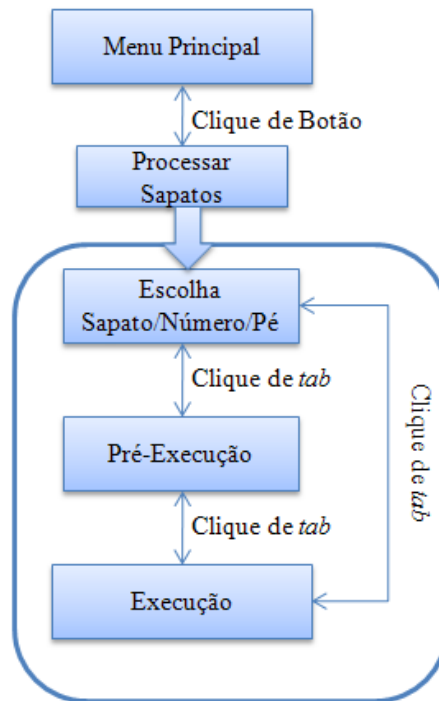 Menu Principal
Clique de Botão
Processar
Sapatos
Escolha
Sapato/Número/Pé
Clique de tab
Pré-Execução
Clique de tab
Execução
Clique de tab